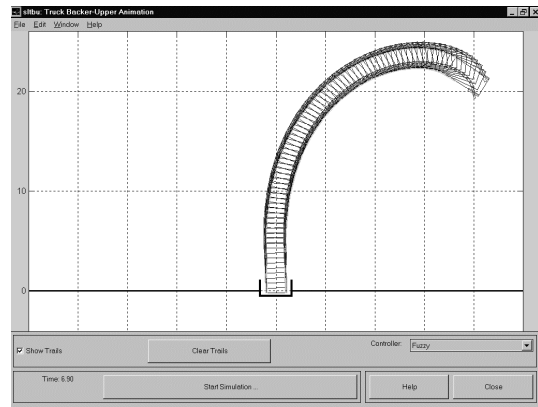 sltbu: Truck Backer-Upper Animation
File Edit Window Help
20
10
0
Show Trails
Clear Trails
Controller:
Fuzzy
Time: 6.90
Start Simulation ...
Help
Close